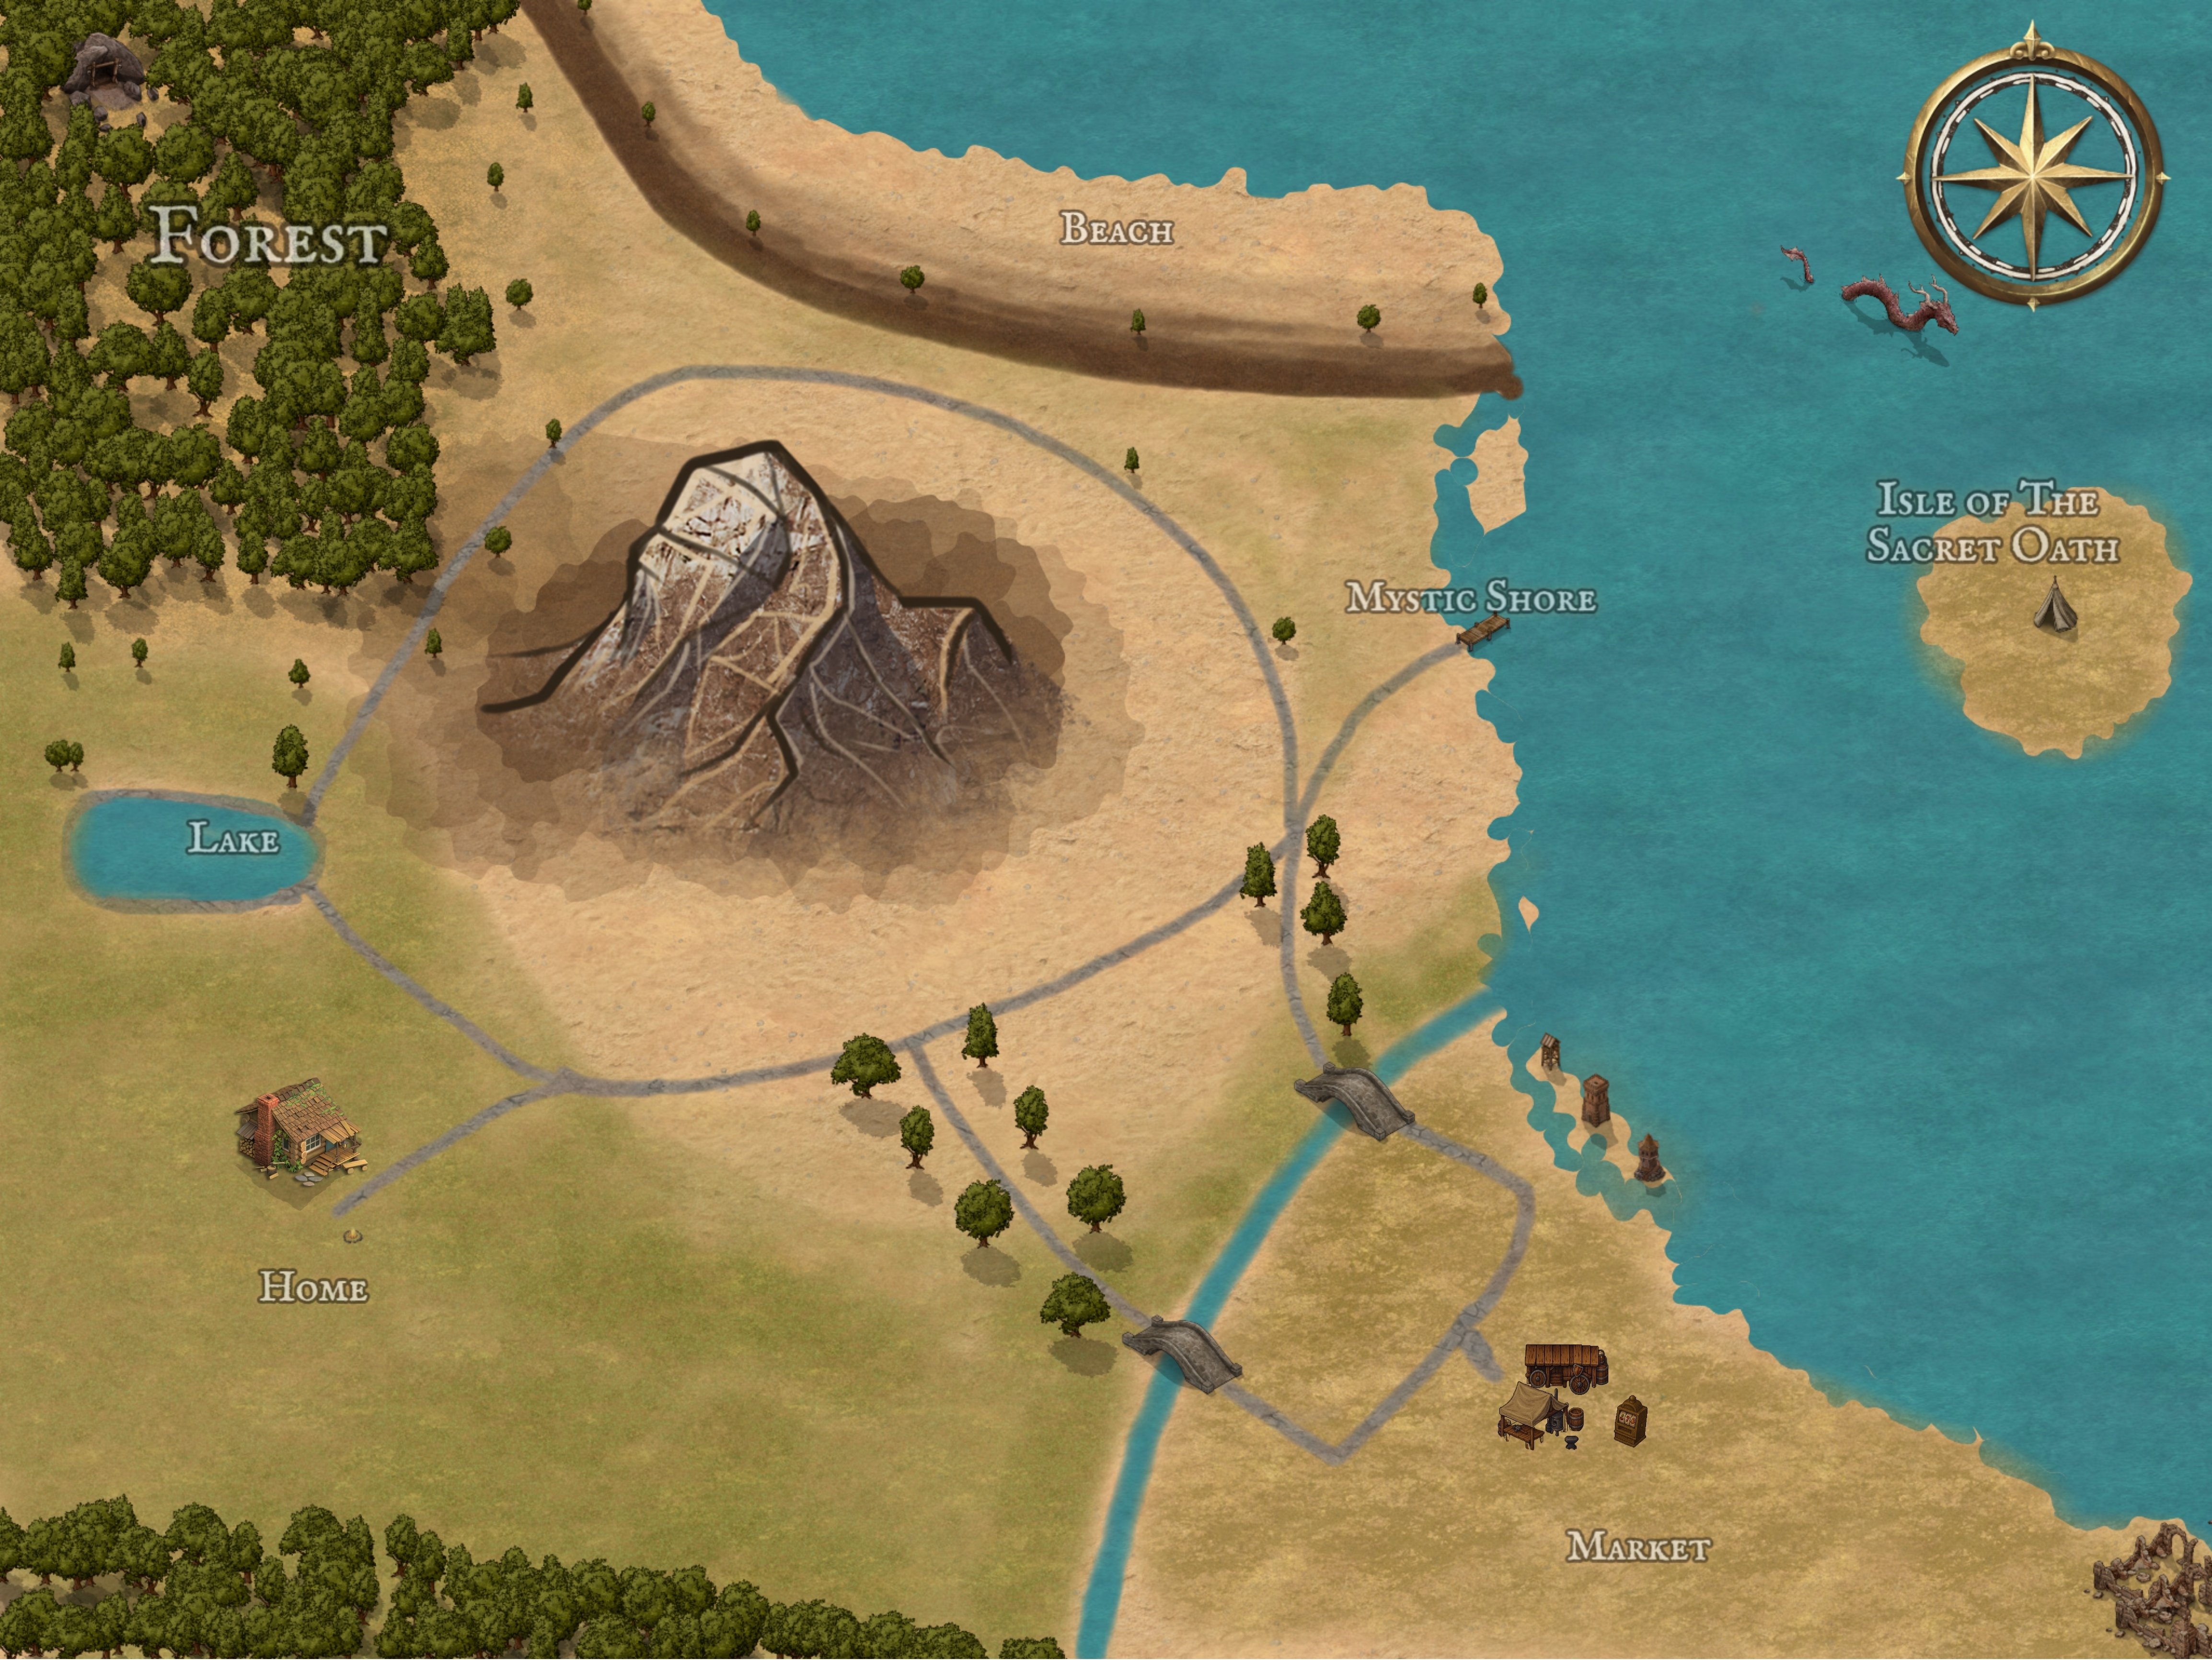 Forest
Beach
Isle of The
Sacret Oath
Mystic Shore
Lake
Home
Market